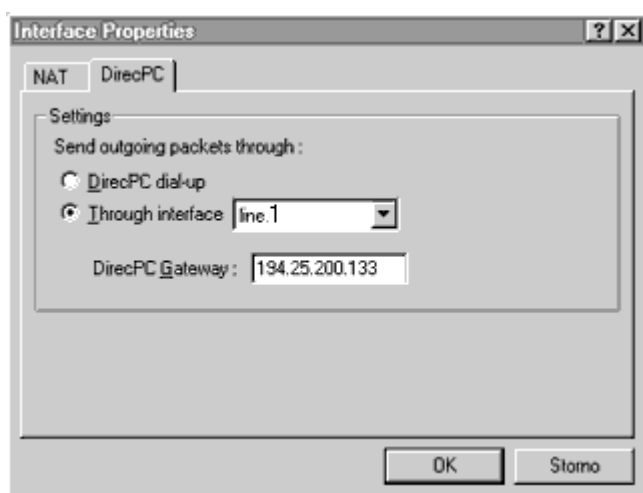 Interface Properties
NAT DirecPC
Settings
Send outgoing packets through :
DirecPC dial-up
Through interface line.1
DirecPC Gateway : 194.25.200.133
OK Storno